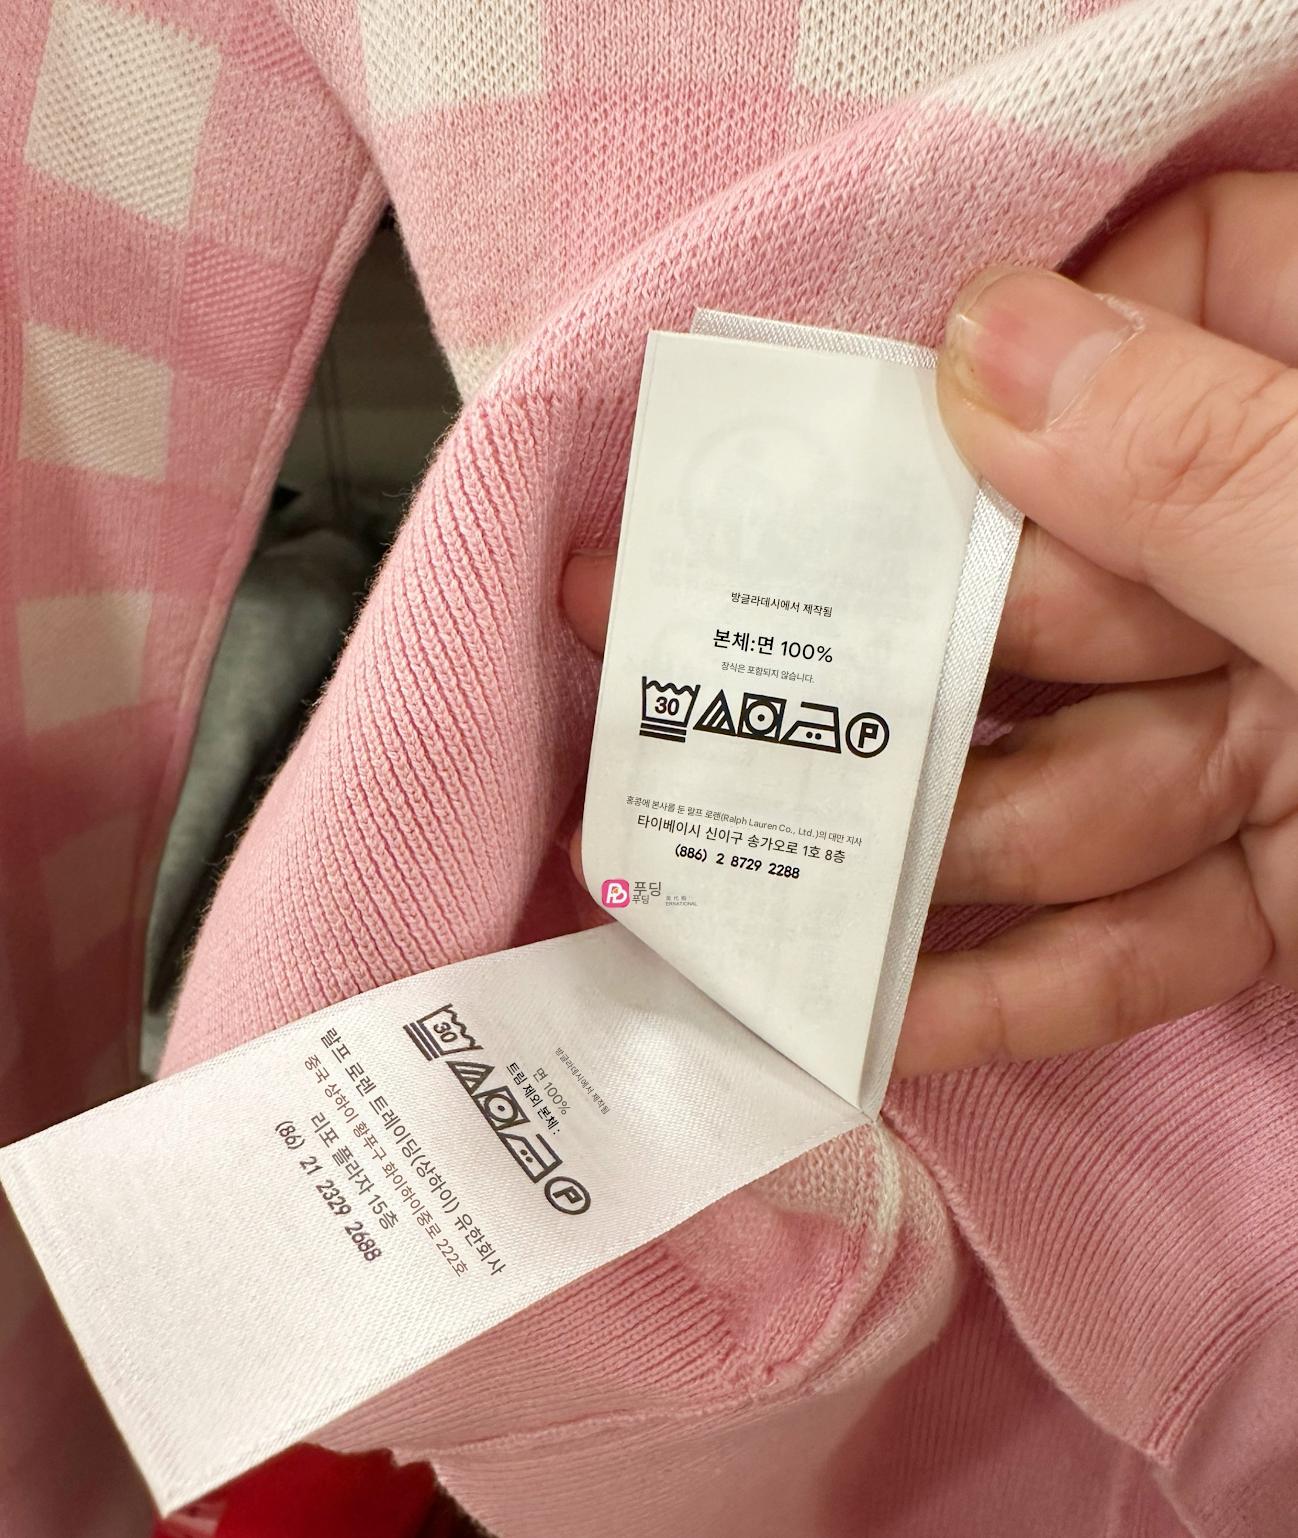 방글라데시에서 제작됨
본체:면 100%
장식은 포함되지 않습니다.
30
P
홍콩에 본사를 둔 랄프 로렌(Ralph Lauren Co., Ltd.)의 대만 지사
타이베이시 신이구 송가오로 1호 8층
(886) 2 8729 2288
푸딩
푸딩
ERNATIONAL
방글라데시에서 제작됨
면 100%
트림 제외 본체:
30
P
랄프 로렌 트레이딩(상하이) 유한회사
중국 상하이 황푸구 화이하이중로 222호
리포 플라자 15층
(86) 21 2329 2688